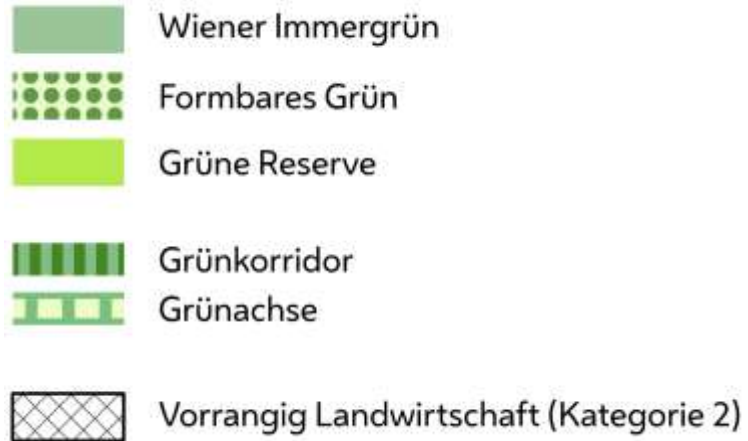 Wiener Immergrün
Formbares Grün
Grüne Reserve
Grünkorridor
Grünachse
Vorrangig Landwirtschaft (Kategorie 2)